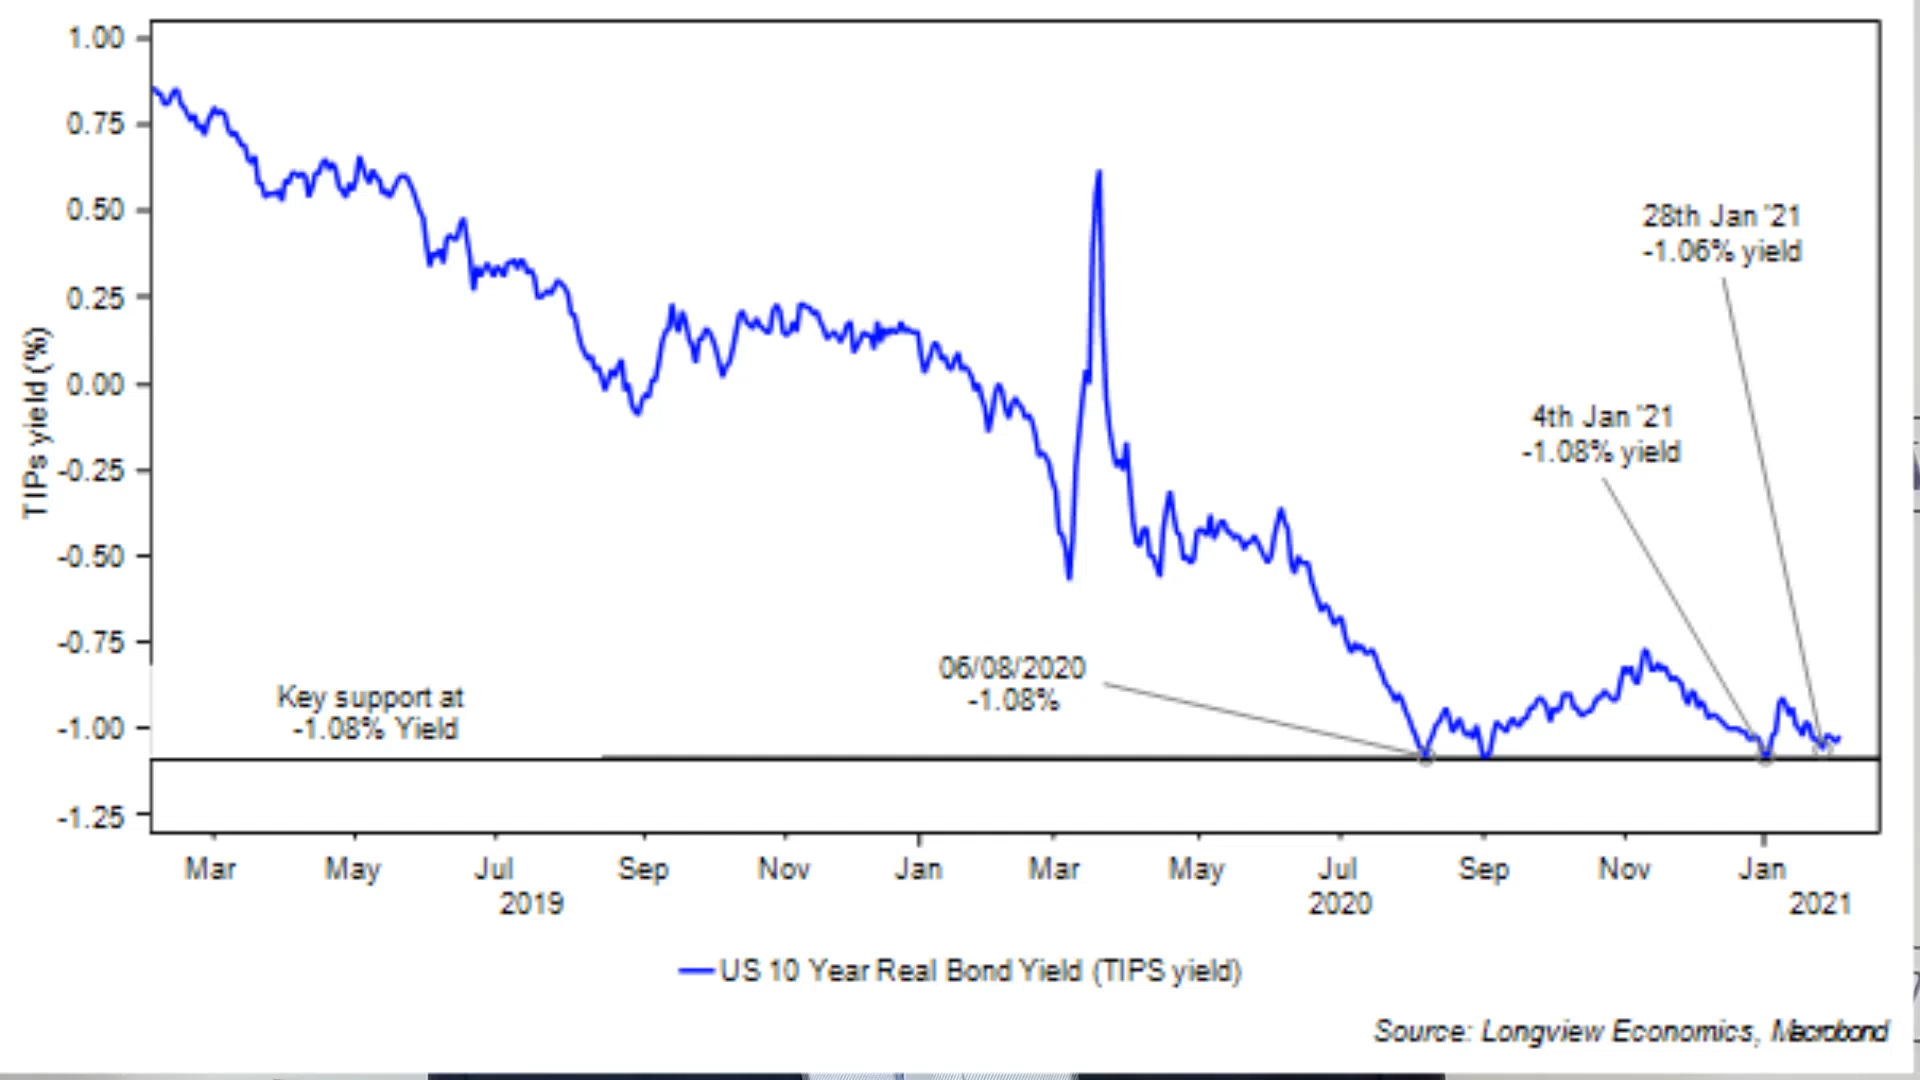 1.00
0.75
0.50
0.25
0.00
-0.25
-0.50
-0.75
-1.00
-1.25
TIPs yield (%)
28th Jan '21
-1.06% yield
4th Jan '21
-1.08% yield
06/08/2020
-1.08%
Key support at
-1.08% Yield
Mar May Jul Sep Nov Jan Mar May Jul Sep Nov Jan
2019 2020 2021
US 10 Year Real Bond Yield (TIPS yield)
Source: Longview Economics, Macrobond